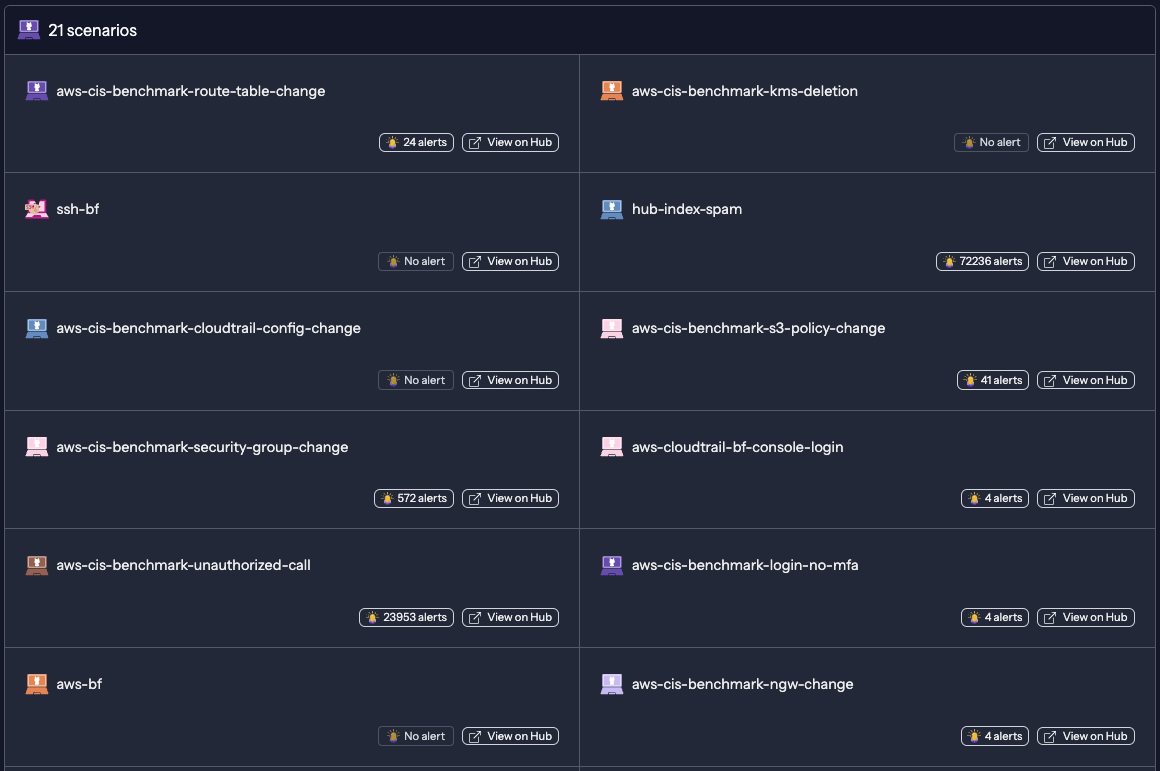 21 scenarios
aws-cis-benchmark-route-table-change
24 alerts View on Hub
aws-cis-benchmark-kms-deletion
No alert View on Hub
ssh-bf
No alert View on Hub
hub-index-spam
72236 alerts View on Hub
aws-cis-benchmark-cloudtrail-config-change
No alert View on Hub
aws-cis-benchmark-s3-policy-change
41 alerts View on Hub
aws-cis-benchmark-security-group-change
572 alerts View on Hub
aws-cloudtrail-bf-console-login
4 alerts View on Hub
aws-cis-benchmark-unauthorized-call
23953 alerts View on Hub
aws-cis-benchmark-login-no-mfa
4 alerts View on Hub
aws-bf
No alert View on Hub
aws-cis-benchmark-ngw-change
4 alerts View on Hub